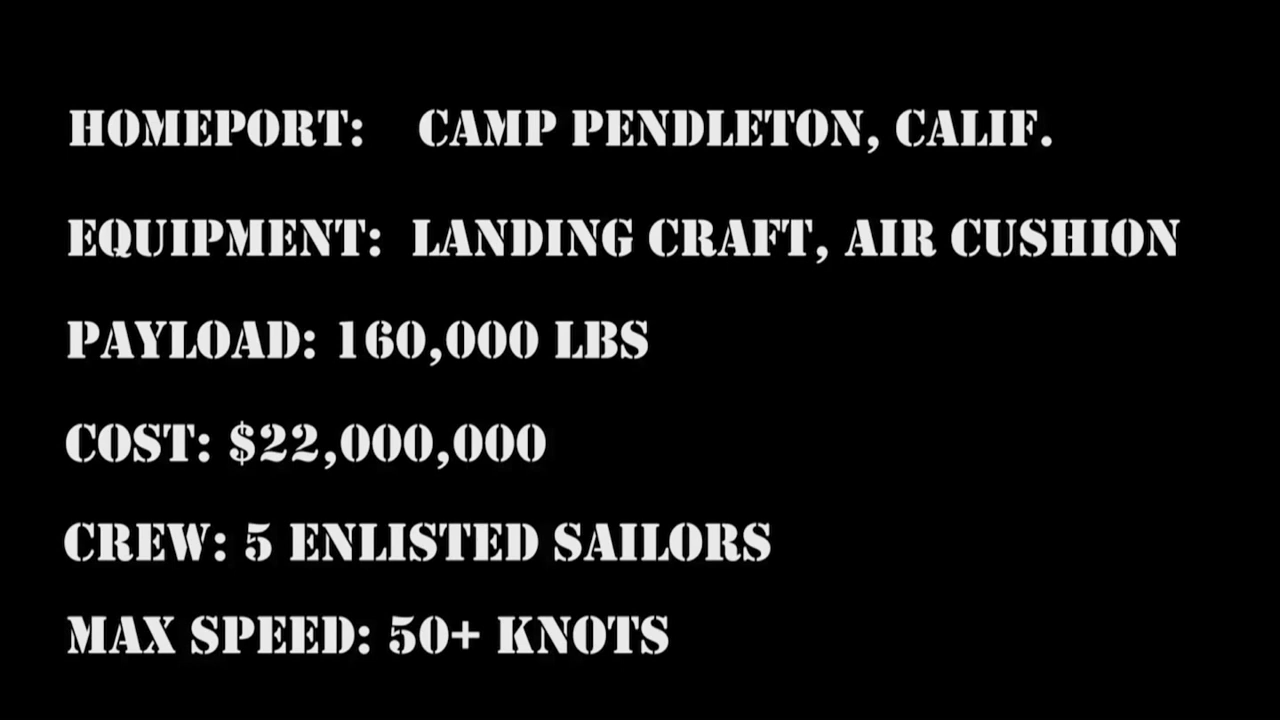 HOMEPORT: CAMP PENDLETON, CALIF.
EQUIPMENT: LANDING CRAFT, AIR CUSHION
PAYLOAD: 160,000 LBS
COST: $22,000,000
CREW: 5 ENLISTED SAILORS
MAX SPEED: 50+ KNOTS